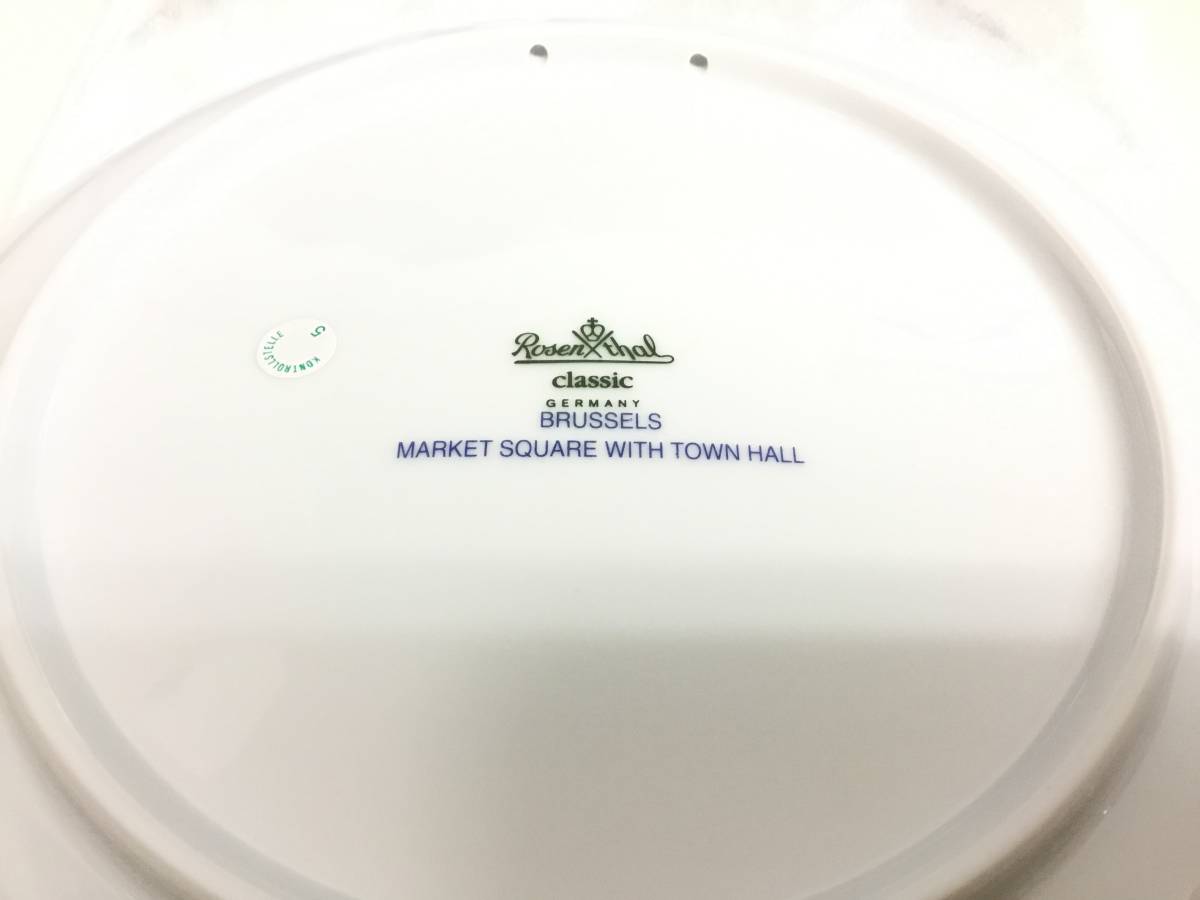 Rosenthal
classic
GERMANY
BRUSSELS
MARKET SQUARE WITH TOWN HALL
KONTROLLSTELLE 5